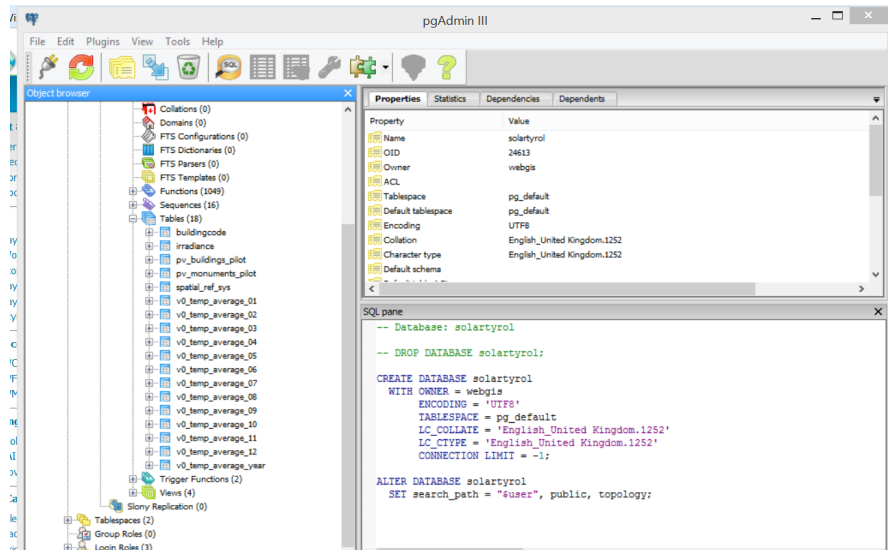 pgAdmin III
File Edit Plugins View Tools Help
SQL
Object browser
Collations (0)
Domains (0)
FTS Configurations (0)
FTS Dictionaries (0)
FTS Parsers (0)
FTS Templates (0)
Functions (1049)
Sequences (16)
Tables (18)
buildingcode
irradiance
pv_buildings_pilot
pv_monuments_pilot
spatial_ref_sys
v0_temp_average_01
v0_temp_average_02
v0_temp_average_03
v0_temp_average_04
v0_temp_average_05
v0_temp_average_06
v0_temp_average_07
v0_temp_average_08
v0_temp_average_09
v0_temp_average_10
v0_temp_average_11
v0_temp_average_12
v0_temp_average_year
Trigger Functions (2)
Views (4)
Slony Replication (0)
Tablespaces (2)
Group Roles (0)
Login Roles (3)
Properties Statistics Dependencies Dependents
Property Value
Name solartyrol
OID 24613
Owner webgis
ACL
Tablespace pg_default
Default tablespace pg_default
Encoding UTF8
Collation English_United Kingdom.1252
Character type English_United Kingdom.1252
Default schema
SQL pane
-- Database: solartyrol
-- DROP DATABASE solartyrol;
CREATE DATABASE solartyrol
WITH OWNER = webgis
ENCODING = 'UTF8'
TABLESPACE = pg_default
LC_COLLATE = 'English_United Kingdom.1252'
LC_CTYPE = 'English_United Kingdom.1252'
CONNECTION LIMIT = -1;
ALTER DATABASE solartyrol
SET search_path = "$user", public, topology;